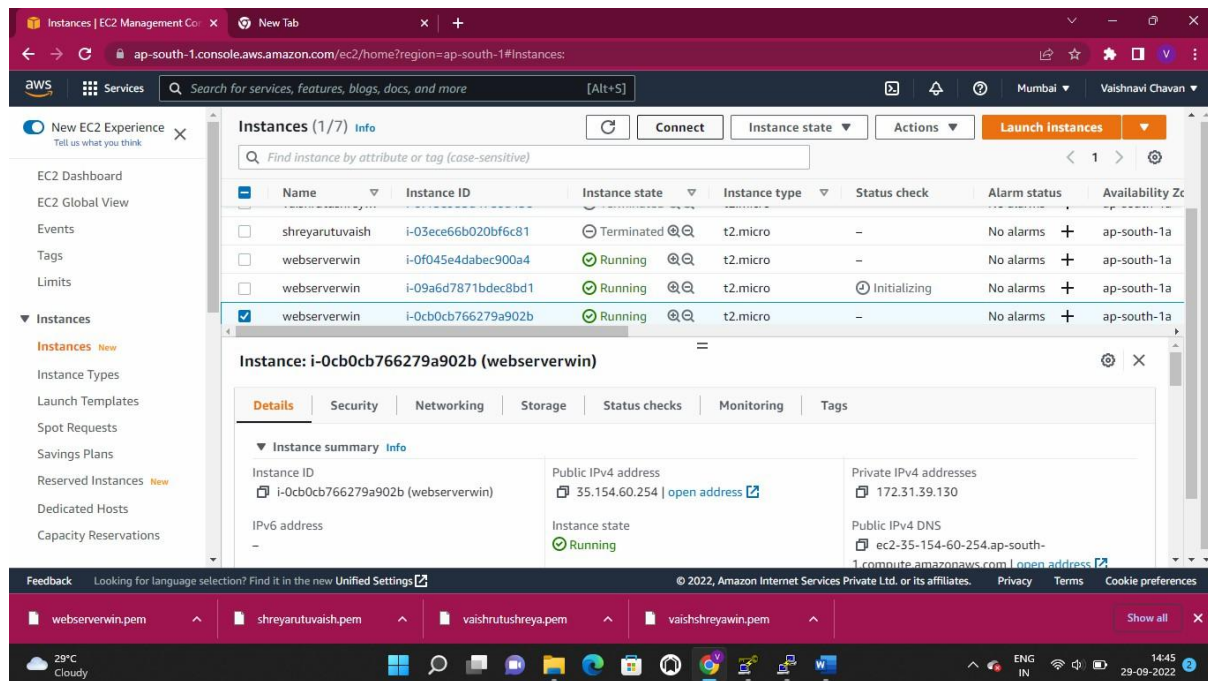 Instances | EC2 Management Con
New Tab
ap-south-1.console.aws.amazon.com/ec2/home?region=ap-south-1#Instances:
V
aws
Services
Search for services, features, blogs, docs, and more
[Alt+S]
Mumbai
Vaishnavi Chavan
New EC2 Experience
Tell us what you think
EC2 Dashboard
EC2 Global View
Events
Tags
Limits
Instances
Instances New
Instance Types
Launch Templates
Spot Requests
Savings Plans
Reserved Instances New
Dedicated Hosts
Capacity Reservations
Instances (1/7) Info
Connect
Instance state
Actions
Launch instances
Find instance by attribute or tag (case-sensitive)
1
Name Instance ID Instance state Instance type Status check Alarm status Availability Zo
shreyarutuvaish i-03ece66b020bf6c81 Terminated t2.micro – No alarms + ap-south-1a
webserverwin i-0f045e4dabec900a4 Running t2.micro – No alarms + ap-south-1a
webserverwin i-09a6d7871bdec8bd1 Running t2.micro Initializing No alarms + ap-south-1a
webserverwin i-0cb0cb766279a902b Running t2.micro – No alarms + ap-south-1a
Instance: i-0cb0cb766279a902b (webserverwin)
Details Security Networking Storage Status checks Monitoring Tags
Instance summary Info
Instance ID
i-0cb0cb766279a902b (webserverwin)
Public IPv4 address
35.154.60.254 | open address
Private IPv4 addresses
172.31.39.130
IPv6 address
–
Instance state
Running
Public IPv4 DNS
ec2-35-154-60-254.ap-south-
1.compute.amazonaws.com | open address
Feedback Looking for language selection? Find it in the new Unified Settings
© 2022, Amazon Internet Services Private Ltd. or its affiliates. Privacy Terms Cookie preferences
webserverwin.pem
shreyarutuvaish.pem
vaishrutushreya.pem
vaishshreyawin.pem
Show all
29°C
Cloudy
ENG
IN
14:45
29-09-2022
2